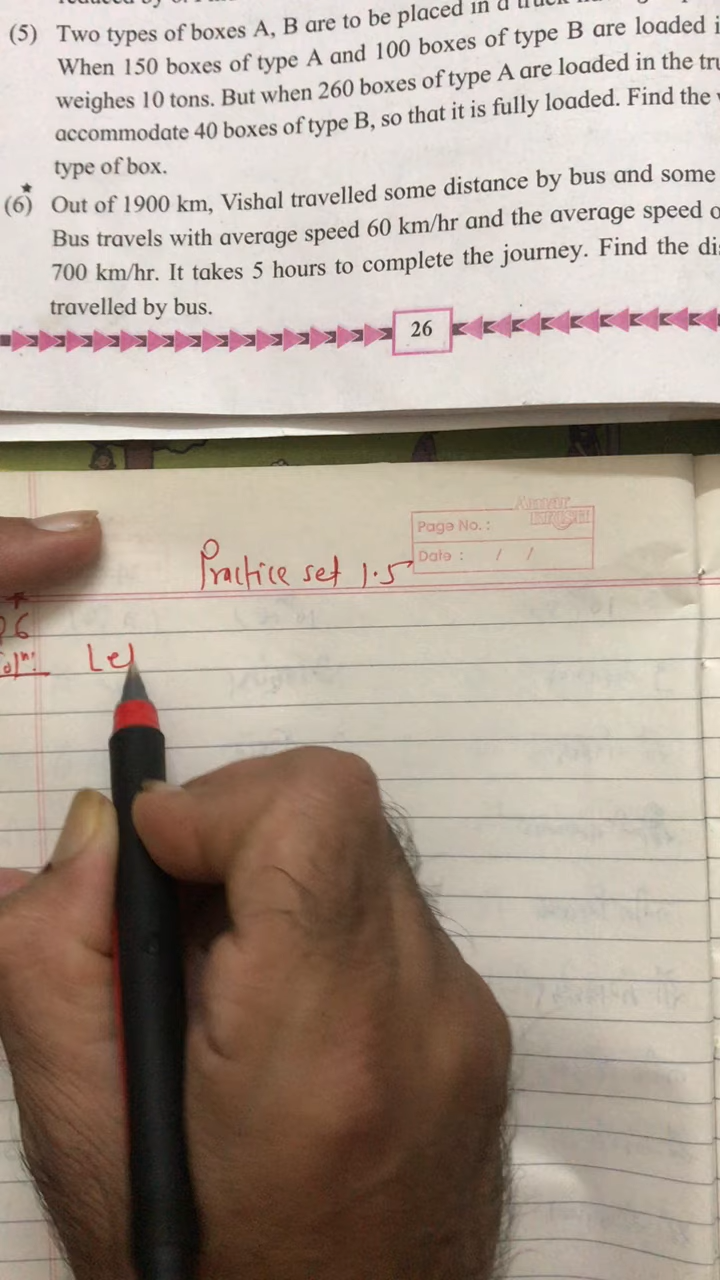 (5) Two types of boxes A, B are to be placed in a
When 150 boxes of type A and 100 boxes of type B are loaded
weighes 10 tons. But when 260 boxes of type A are loaded in the
accommodate 40 boxes of type B, so that it is fully loaded. Find the
type of box.
(6)* Out of 1900 km, Vishal travelled some distance by bus and some
Bus travels with average speed 60 km/hr and the average speed
700 km/hr. It takes 5 hours to complete the journey. Find the
travelled by bus.
26
Page No. :
Date : / /
Practice set 1.5
Le